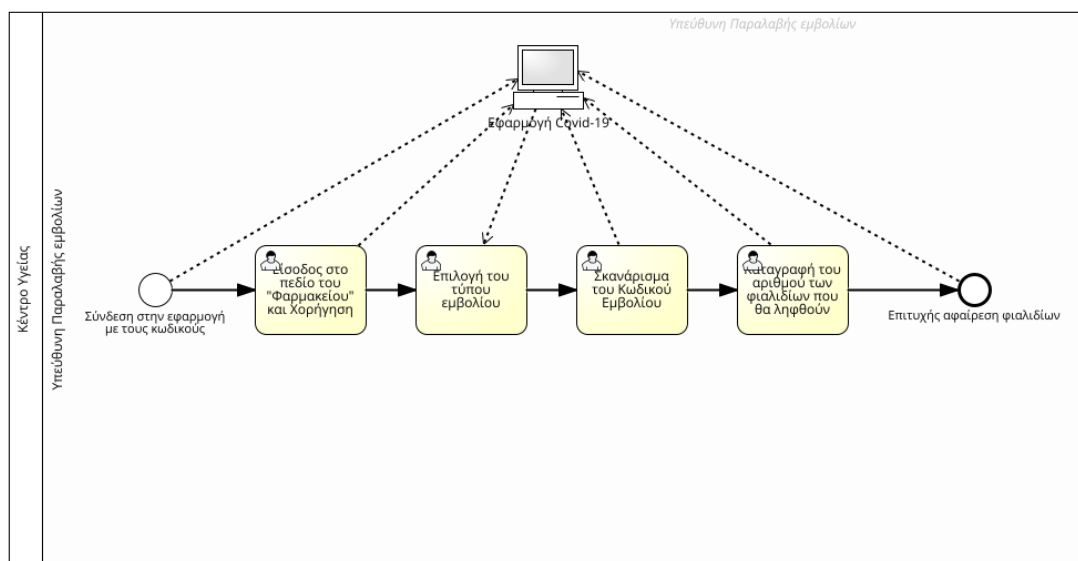 Υπεύθυνη Παραλαβής εμβολίων
Κέντρο Υγείας
Υπεύθυνη Παραλαβής εμβολίων
Εφαρμογή Covid-19
Σύνδεση στην εφαρμογή
με τους κωδικούς
Είσοδος στο
πεδίο του
"Φαρμακείου"
και Χορήγηση
Επιλογή του
τύπου
εμβολίου
Σκανάρισμα
του Κωδικού
Εμβολίου
Καταγραφή του
αριθμού των
φιαλιδίων που
θα ληφθούν
Επιτυχής αφαίρεση φιαλιδίων